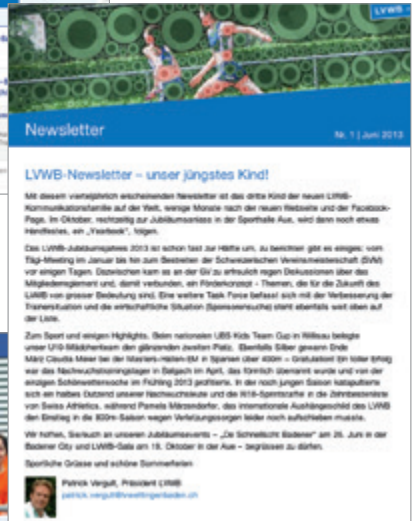 LVWB
Newsletter
Nr. 1 | Juni 2013
LVWB-Newsletter – unser jüngstes Kind!
Mit diesem vierteljährlich erscheinenden Newsletter ist das dritte Kind der neuen LVWB-
Kommunikationsfamilie auf der Welt, wenige Monate nach der neuen Webseite und der Facebook-
Page. Im Oktober, rechtzeitig zur Jubiläumsanlass in der Sporthalle Aue, wird dann noch etwas
Handfestes, ein „Yearbook“, folgen.
Das LVWB-Jubiläumsjahres 2013 ist schon fast zur Hälfte um, zu berichten gibt es einiges: vom
Tägi-Meeting im Januar bis hin zum Bestreiten der Schweizerischen Vereinsmeisterschaft (SVM)
vor einigen Tagen. Dazwischen kam es an der GV zu erfreulich regen Diskussionen über das
Mitgliederreglement und, damit verbunden, ein Förderkonzept - Themen, die für die Zukunft des
LVWB von grosser Bedeutung sind. Eine weitere Task Force befasst sich mit der Verbesserung der
Trainersituation und die wirtschaftliche Situation (Sponsorensuche) steht ebenfalls weit oben auf
der Liste.
Zum Sport und einigen Highlights. Beim nationalen UBS Kids Team Cup in Willisau belegte
unser U10-Mädchenteam den glänzenden zweiten Platz. Ebenfalls Silber gewann Ende
März Claudia Meier bei der Masters-Hallen-EM in Spanien über 400m – Gratulation! Ein toller Erfolg
war das Nachwuchstrainingslager in Balgach im April, das förmlich überrannt wurde und von der
einzigen Schönwetterwoche im Frühling 2013 profitierte. In der noch jungen Saison katapultierte
sich ein halbes Dutzend unserer Nachwuchsleute und die W18-Sprintstaffel in die Zehnbestenliste
von Swiss Athletics, während Pamela Märzendorfer, das internationale Aushängeschild des LVWB
den Einstieg in die 800m-Saison wegen Verletzungssorgen leider noch aufschieben musste.
Wir hoffen, Sie/euch an unseren Jubiläumsevents – „De Schnellscht Badener“ am 26. Juni in der
Badener City und LVWB-Gala am 19. Oktober in der Aue – begrüssen zu dürfen.
Sportliche Grüsse und schöne Sommerferien
Patrick Vergult, Präsident LVWB
patrick.vergult@lvwettingenbaden.ch